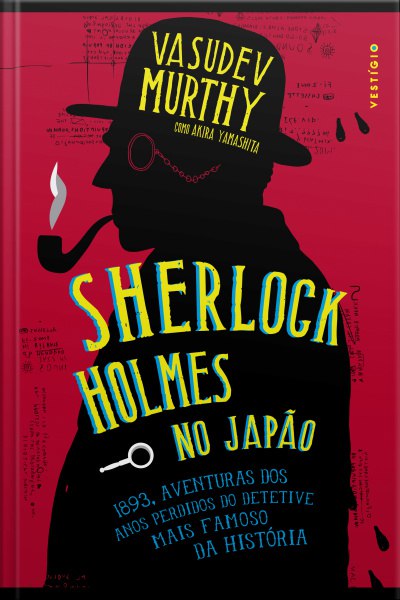 VASUDEV
MURTHY
COMO AKIRA YAMASHITA
VESTÍGIO
SHERLOCK
HOLMES
NO JAPÃO
1893, AVENTURAS DOS
ANOS PERDIDOS DO DETETIVE
MAIS FAMOSO
DA HISTÓRIA